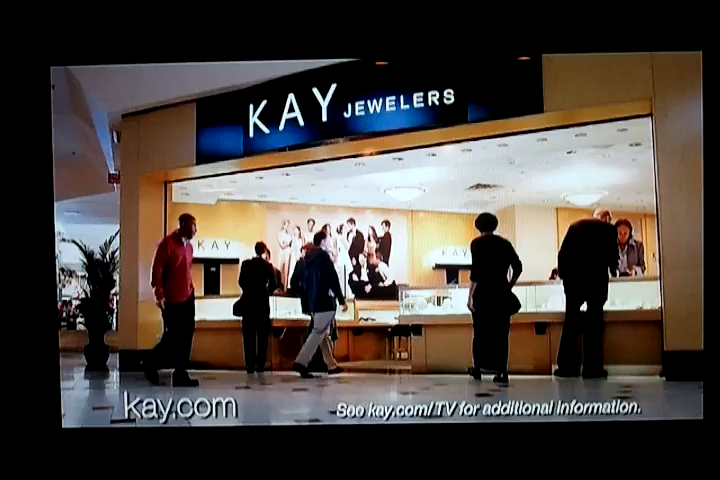 KAY JEWELERS
KAY
KAY
kay.com
See kay.com/TV for additional information.